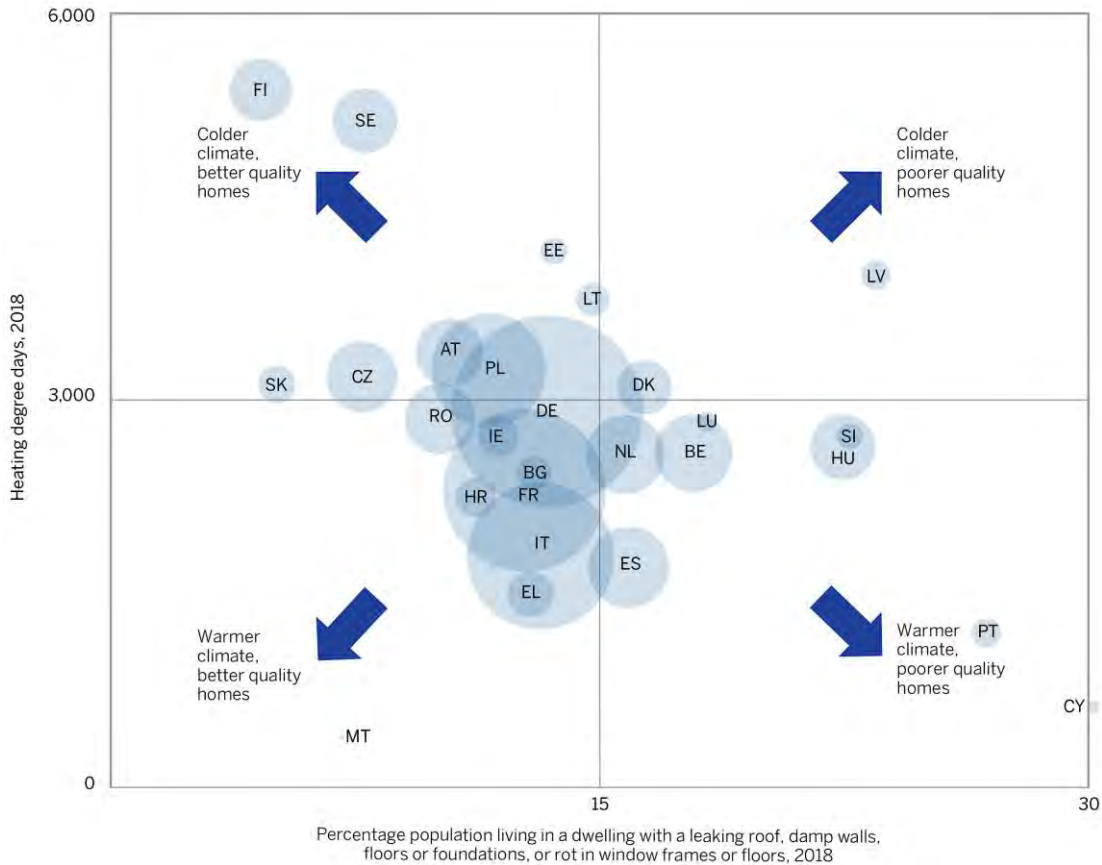 6,000
FI
SE
Colder
climate,
better quality
homes
Colder
climate,
poorer quality
homes
EE
LV
LT
AT
PL
SK
CZ
DK
3,000
RO
DE
LU
IE
NL
BE
SI
HU
BG
HR
FR
IT
ES
EL
Warmer
climate,
better quality
homes
Warmer
climate,
poorer quality
homes
PT
CY
MT
0
15
30
Heating degree days, 2018
Percentage population living in a dwelling with a leaking roof, damp walls,
floors or foundations, or rot in window frames or floors, 2018